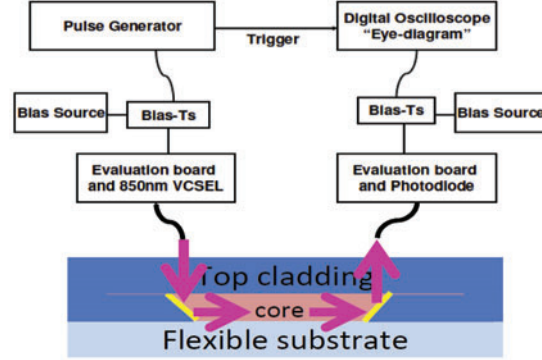 Pulse Generator
Trigger
Digital Oscilloscope
“Eye-diagram”
Bias Source
Bias-Ts
Bias-Ts
Bias Source
Evaluation board
and 850nm VCSEL
Evaluation board
and Photodiode
Top cladding
core
Flexible substrate